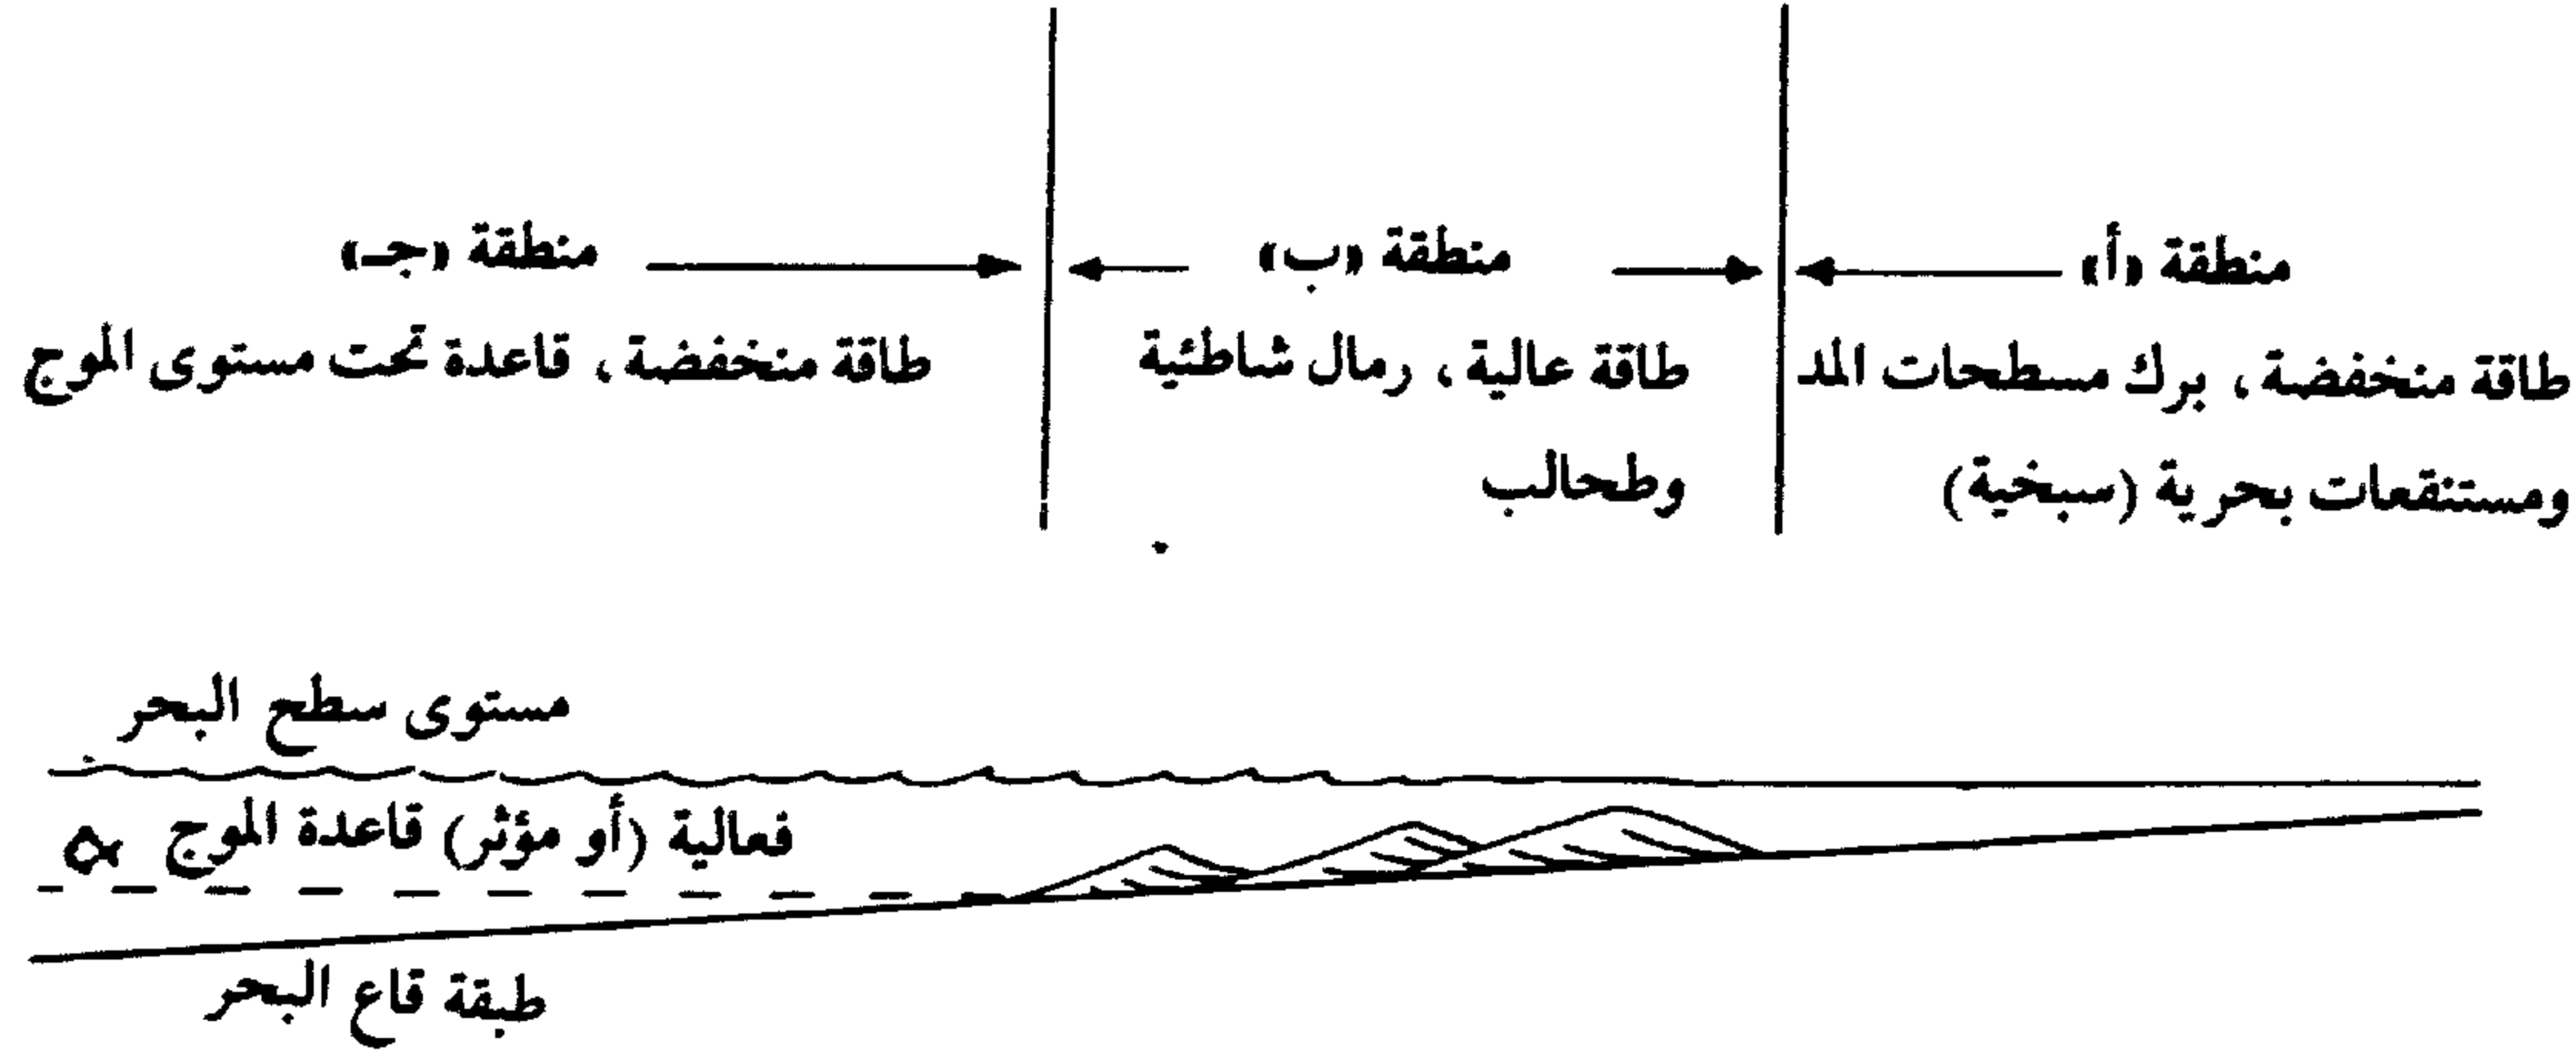 منطقة «أ»
طاقة منخفضة، برك مسطحات المد
ومستنقعات بحرية (سبخية)
منطقة «ب»
طاقة عالية، رمال شاطئية
وطحالب
منطقة «جـ»
طاقة منخفضة، قاعدة تحت مستوى الموج
مستوى سطح البحر
فعالية (أو مؤثر) قاعدة الموج
طبقة قاع البحر